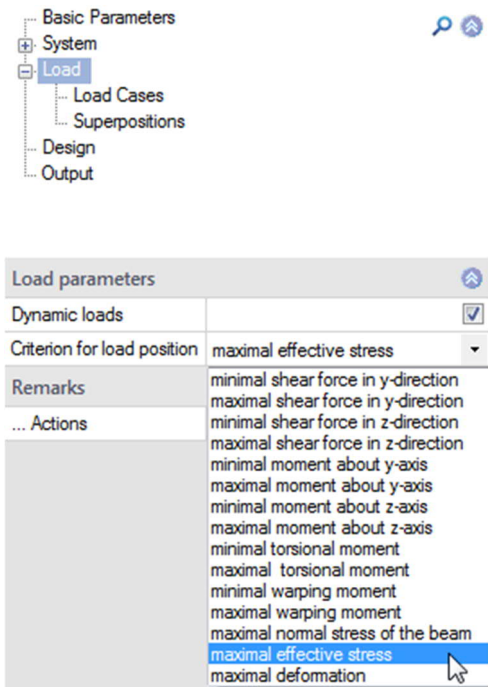 Basic Parameters
System
Load
Load Cases
Superpositions
Design
Output
Load parameters
Dynamic loads
Criterion for load position maximal effective stress
Remarks
... Actions
minimal shear force in y-direction
maximal shear force in y-direction
minimal shear force in z-direction
maximal shear force in z-direction
minimal moment about y-axis
maximal moment about y-axis
minimal moment about z-axis
maximal moment about z-axis
minimal torsional moment
maximal  torsional moment
minimal warping moment
maximal warping moment
maximal normal stress of the beam
maximal effective stress
maximal deformation